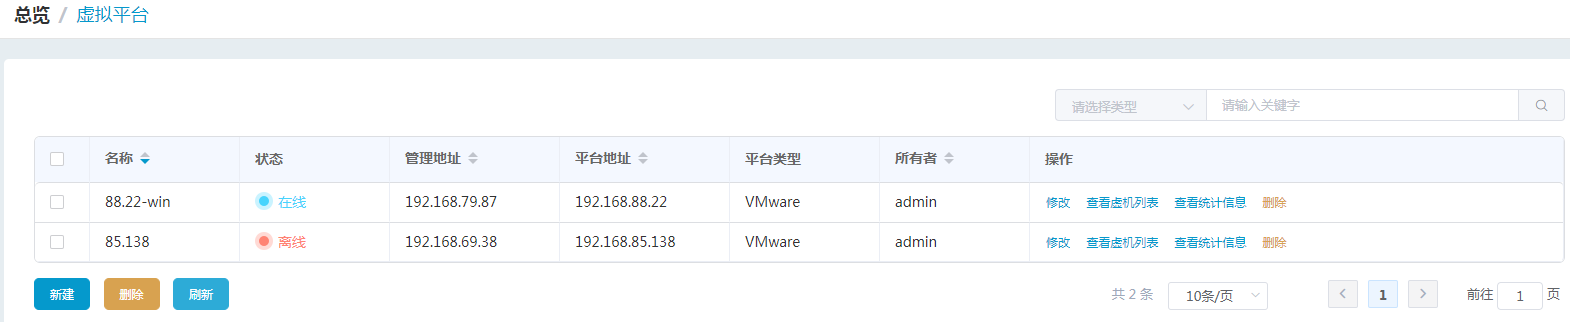 总览 / 虚拟平台
请选择类型 请输入关键字
名称 状态 管理地址 平台地址 平台类型 所有者 操作
88.22-win 在线 192.168.79.87 192.168.88.22 VMware admin 修改 查看虚机列表 查看统计信息 删除
85.138 离线 192.168.69.38 192.168.85.138 VMware admin 修改 查看虚机列表 查看统计信息 删除
新建 删除 刷新 共 2 条 10条/页 1 前往 1 页